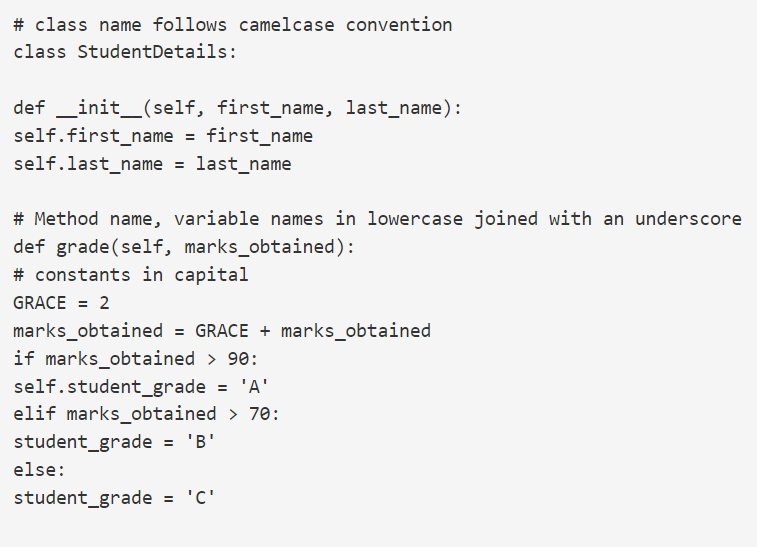 # class name follows camelcase convention
class StudentDetails:
def __init__(self, first_name, last_name):
self.first_name = first_name
self.last_name = last_name
# Method name, variable names in lowercase joined with an underscore
def grade(self, marks_obtained):
# constants in capital
GRACE = 2
marks_obtained = GRACE + marks_obtained
if marks_obtained > 90:
self.student_grade = 'A'
elif marks_obtained > 70:
student_grade = 'B'
else:
student_grade = 'C'